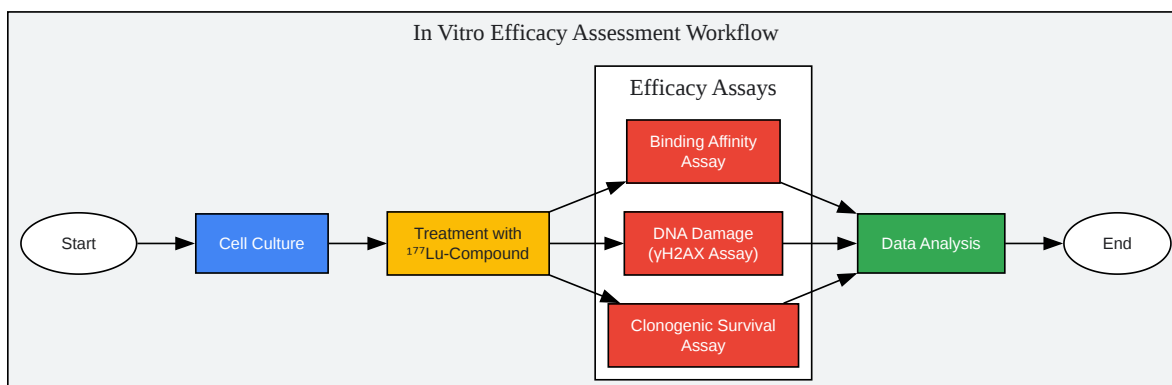 In Vitro Efficacy Assessment Workflow
Efficacy Assays
Start
Cell Culture
Treatment with
¹⁷⁷Lu-Compound
Binding Affinity
Assay
DNA Damage
(γH2AX Assay)
Clonogenic Survival
Assay
Data Analysis
End